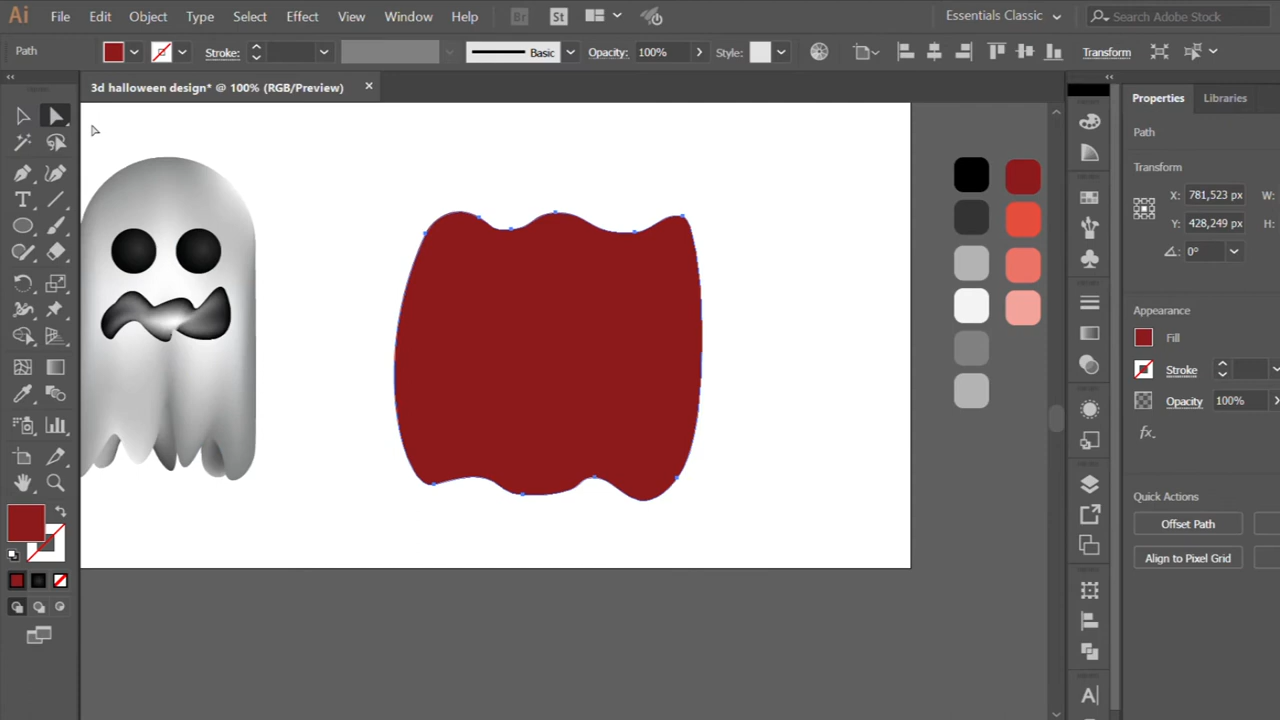 Ai File Edit Object Type Select Effect View Window Help Br St Essentials Classic Search Adobe Stock
Path Stroke: Basic Opacity: 100% Style: Transform
3d halloween design* @ 100% (RGB/Preview) ×
Properties Libraries
Path
Transform
X: 781,523 px W:
Y: 428,249 px H:
0°
Appearance
Fill
Stroke
Opacity 100%
fx.
Quick Actions
Offset Path
Align to Pixel Grid